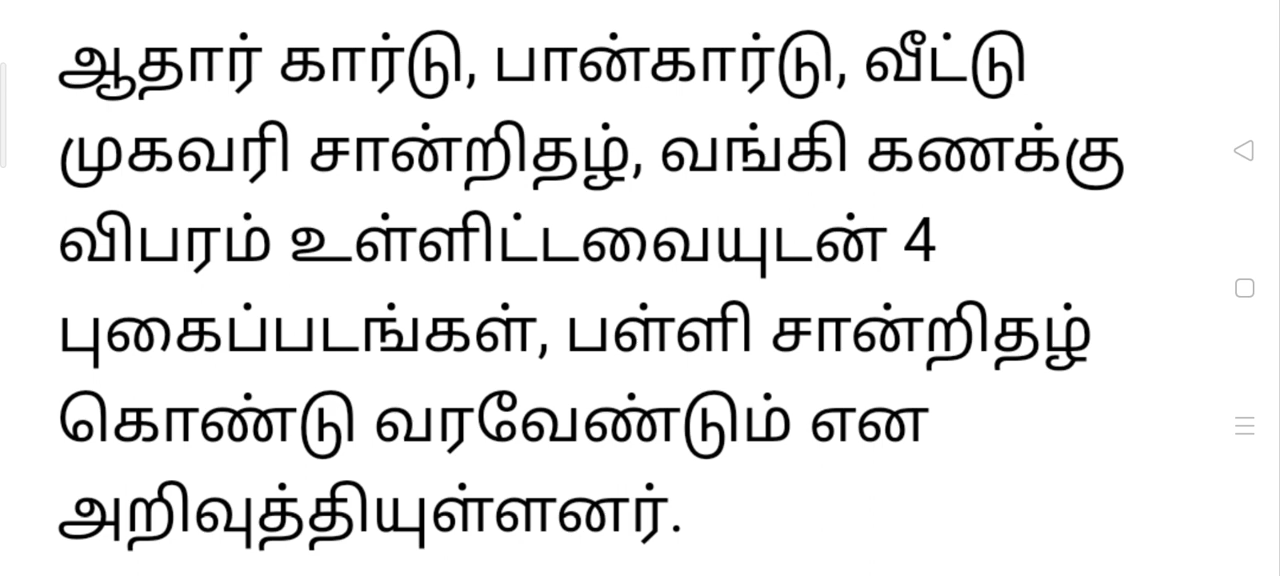 ஆதார் கார்டு, பான்கார்டு, வீட்டு
முகவரி சான்றிதழ், வங்கி கணக்கு
விபரம் உள்ளிட்டவையுடன் 4
புகைப்படங்கள், பள்ளி சான்றிதழ்
கொண்டு வரவேண்டும் என
அறிவுத்தியுள்ளனர்.